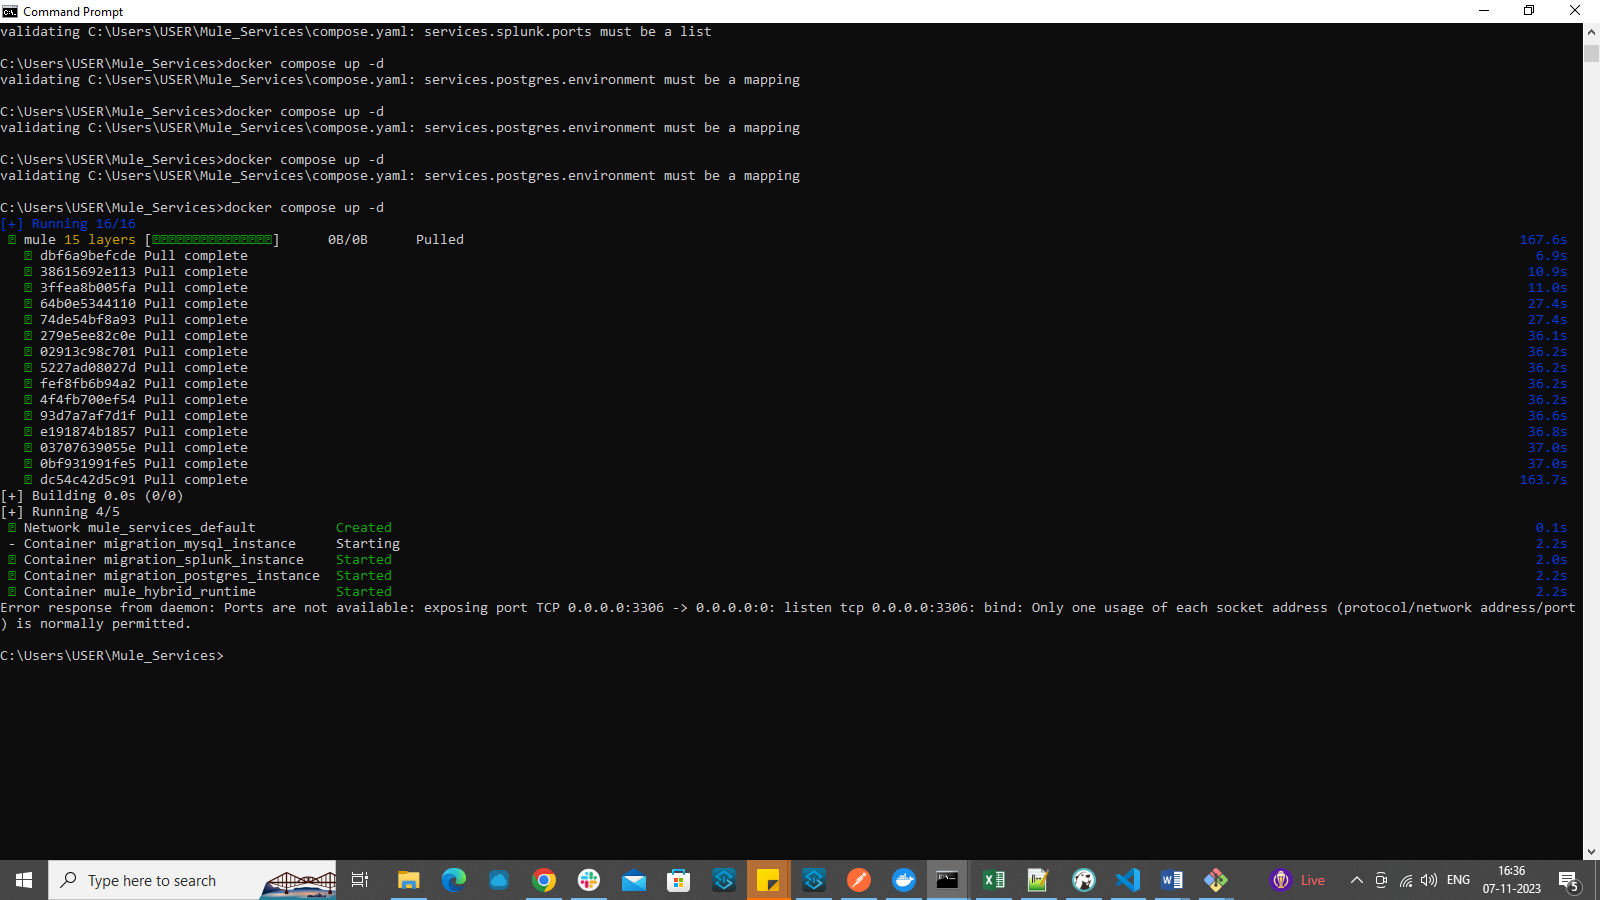 Command Prompt
validating C:\Users\USER\Mule_Services\compose.yaml: services.splunk.ports must be a list
C:\Users\USER\Mule_Services>docker compose up -d
validating C:\Users\USER\Mule_Services\compose.yaml: services.postgres.environment must be a mapping
C:\Users\USER\Mule_Services>docker compose up -d
validating C:\Users\USER\Mule_Services\compose.yaml: services.postgres.environment must be a mapping
C:\Users\USER\Mule_Services>docker compose up -d
validating C:\Users\USER\Mule_Services\compose.yaml: services.postgres.environment must be a mapping
C:\Users\USER\Mule_Services>docker compose up -d
[+] Running 16/16
mule 15 layers [] 0B/0B Pulled 167.6s
dbf6a9befcde Pull complete 6.9s
38615692e113 Pull complete 10.9s
3ffea8b005fa Pull complete 11.0s
64b0e5344110 Pull complete 27.4s
74de54bf8a93 Pull complete 27.4s
279e5ee82c0e Pull complete 36.1s
02913c98c701 Pull complete 36.2s
5227ad08027d Pull complete 36.2s
fef8fb6b94a2 Pull complete 36.2s
4f4fb700ef54 Pull complete 36.2s
93d7a7af7d1f Pull complete 36.6s
e191874b1857 Pull complete 36.8s
03707639055e Pull complete 37.0s
0bf931991fe5 Pull complete 37.0s
dc54c42d5c91 Pull complete 163.7s
[+] Building 0.0s (0/0)
[+] Running 4/5
Network mule_services_default Created 0.1s
- Container migration_mysql_instance Starting 2.2s
Container migration_splunk_instance Started 2.0s
Container migration_postgres_instance Started 2.2s
Container mule_hybrid_runtime Started 2.2s
Error response from daemon: Ports are not available: exposing port TCP 0.0.0.0:3306 -> 0.0.0.0:0: listen tcp 0.0.0.0:3306: bind: Only one usage of each socket address (protocol/network address/port
) is normally permitted.
C:\Users\USER\Mule_Services>
Type here to search
Live
ENG
16:36
07-11-2023
5